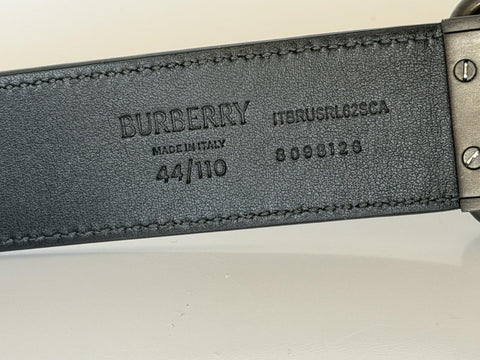 BURBERRY
MADE IN ITALY
44/110
ITBRUSRL62SCA
8098126